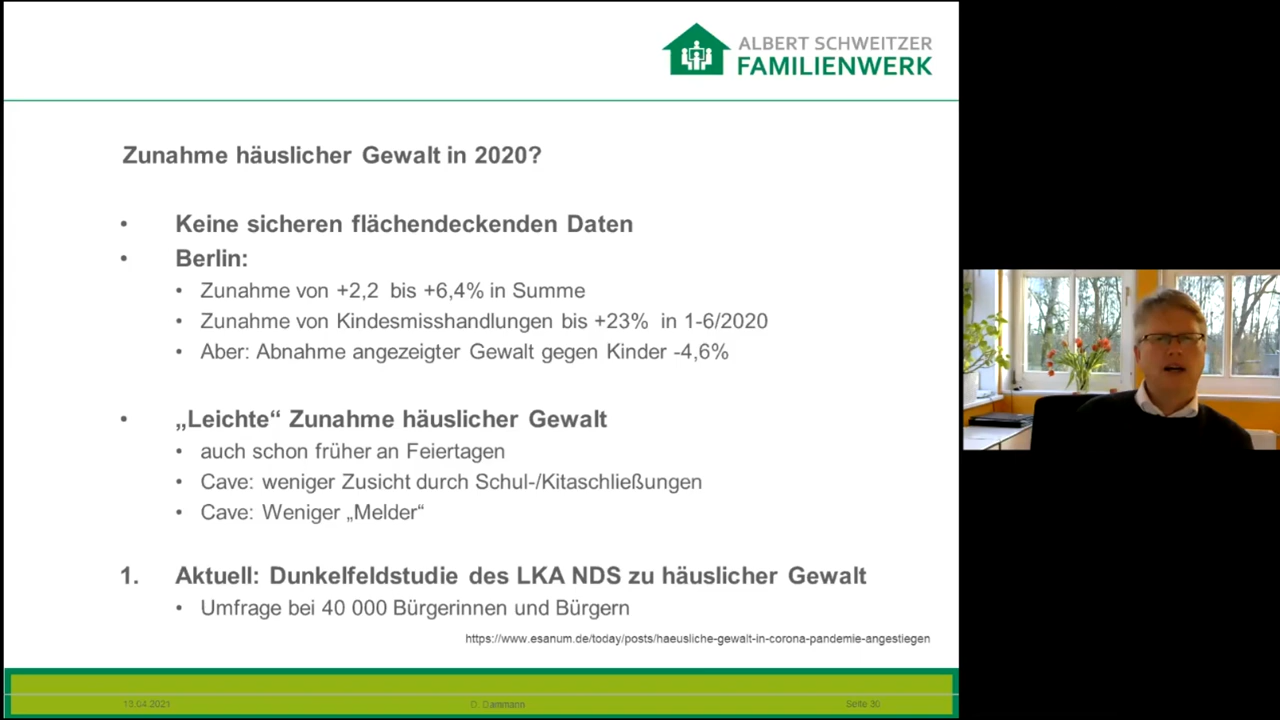 ALBERT SCHWEITZER
FAMILIENWERK
Zunahme häuslicher Gewalt in 2020?
• Keine sicheren flächendeckenden Daten
• Berlin:
• Zunahme von +2,2 bis +6,4% in Summe
• Zunahme von Kindesmisshandlungen bis +23% in 1-6/2020
• Aber: Abnahme angezeigter Gewalt gegen Kinder -4,6%
• „Leichte“ Zunahme häuslicher Gewalt
• auch schon früher an Feiertagen
• Cave: weniger Zusicht durch Schul-/Kitaschließungen
• Cave: Weniger „Melder“
1. Aktuell: Dunkelfeldstudie des LKA NDS zu häuslicher Gewalt
• Umfrage bei 40 000 Bürgerinnen und Bürgern
https://www.esanum.de/today/posts/haeusliche-gewalt-in-corona-pandemie-angestiegen
13.04.2021 D. Dammann Seite 30